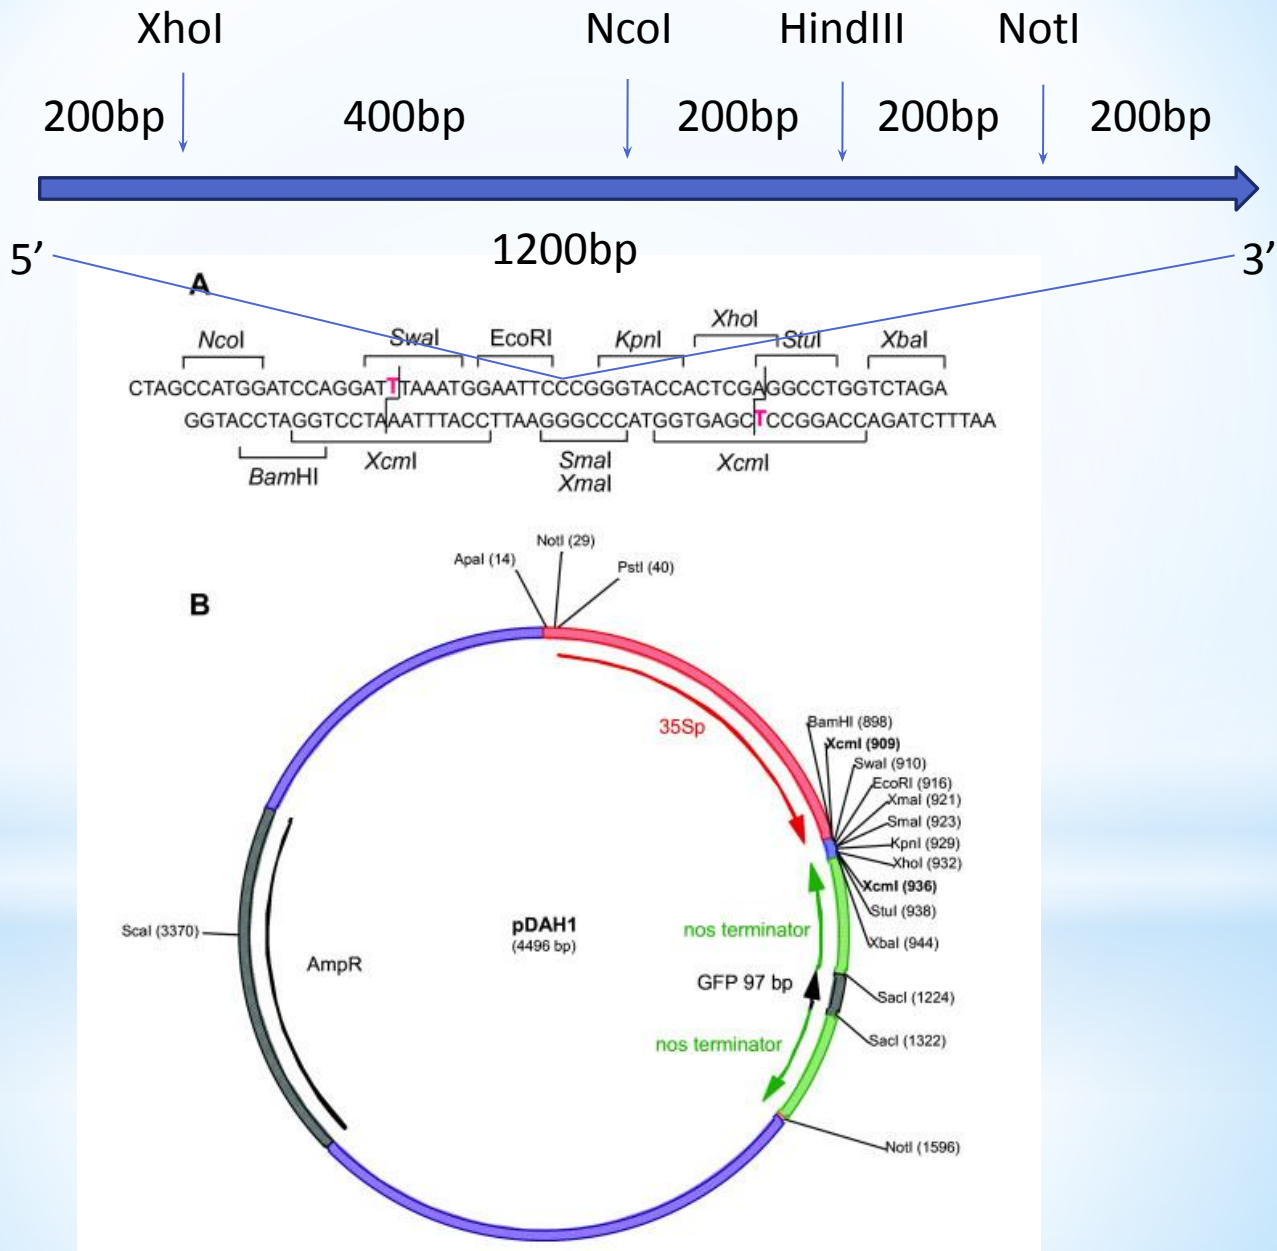 XhoI NcoI HindIII NotI
200bp 400bp 200bp 200bp 200bp
1200bp
5’ 3’
A
XhoI
NcoI SwaI EcoRI KpnI StuI XbaI
CTAGCCATGGATCCAGGATTTAAATGGAATTCCCGGGTACCACTCGAGGCCTGGTCTAGA
GGTACCTAGGTCCTAAATTTACCTTAAGGGCCCATGGTGAGCTCCGGACCAGATCTTTAA
BamHI XcmI SmaI XcmI
XmaI
NotI (29)
ApaI (14) PstI (40)
B
35Sp
BamHI (898)
XcmI (909)
SwaI (910)
EcoRI (916)
XmaI (921)
SmaI (923)
KpnI (929)
XhoI (932)
XcmI (936)
StuI (938)
XbaI (944)
ScaI (3370)
AmpR
pDAH1
(4496 bp)
nos terminator
GFP 97 bp
nos terminator
SacI (1224)
SacI (1322)
NotI (1596)